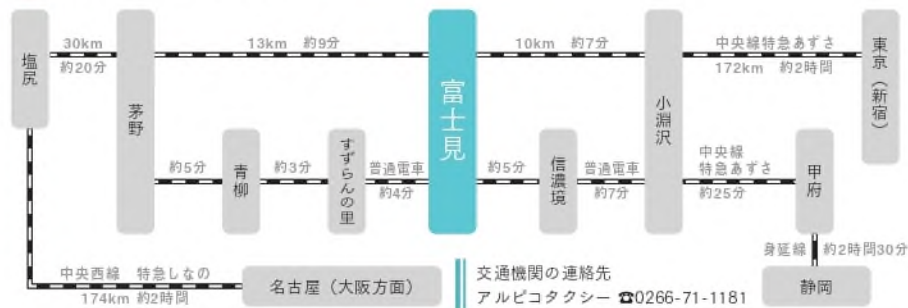 30km
約20分
13km 約9分
10km 約7分
中央線特急あずさ
172km 約2時間
塩尻
茅野
富士見
小淵沢
東京（新宿）
約5分
青柳
約3分
すずらんの里
普通電車
約4分
約5分
信濃境
普通電車
約7分
中央線
特急あずさ
約25分
甲府
身延線 約2時間30分
静岡
中央西線 特急しなの
174km 約2時間
名古屋（大阪方面）
交通機関の連絡先
アルピコタクシー ☎0266-71-1181